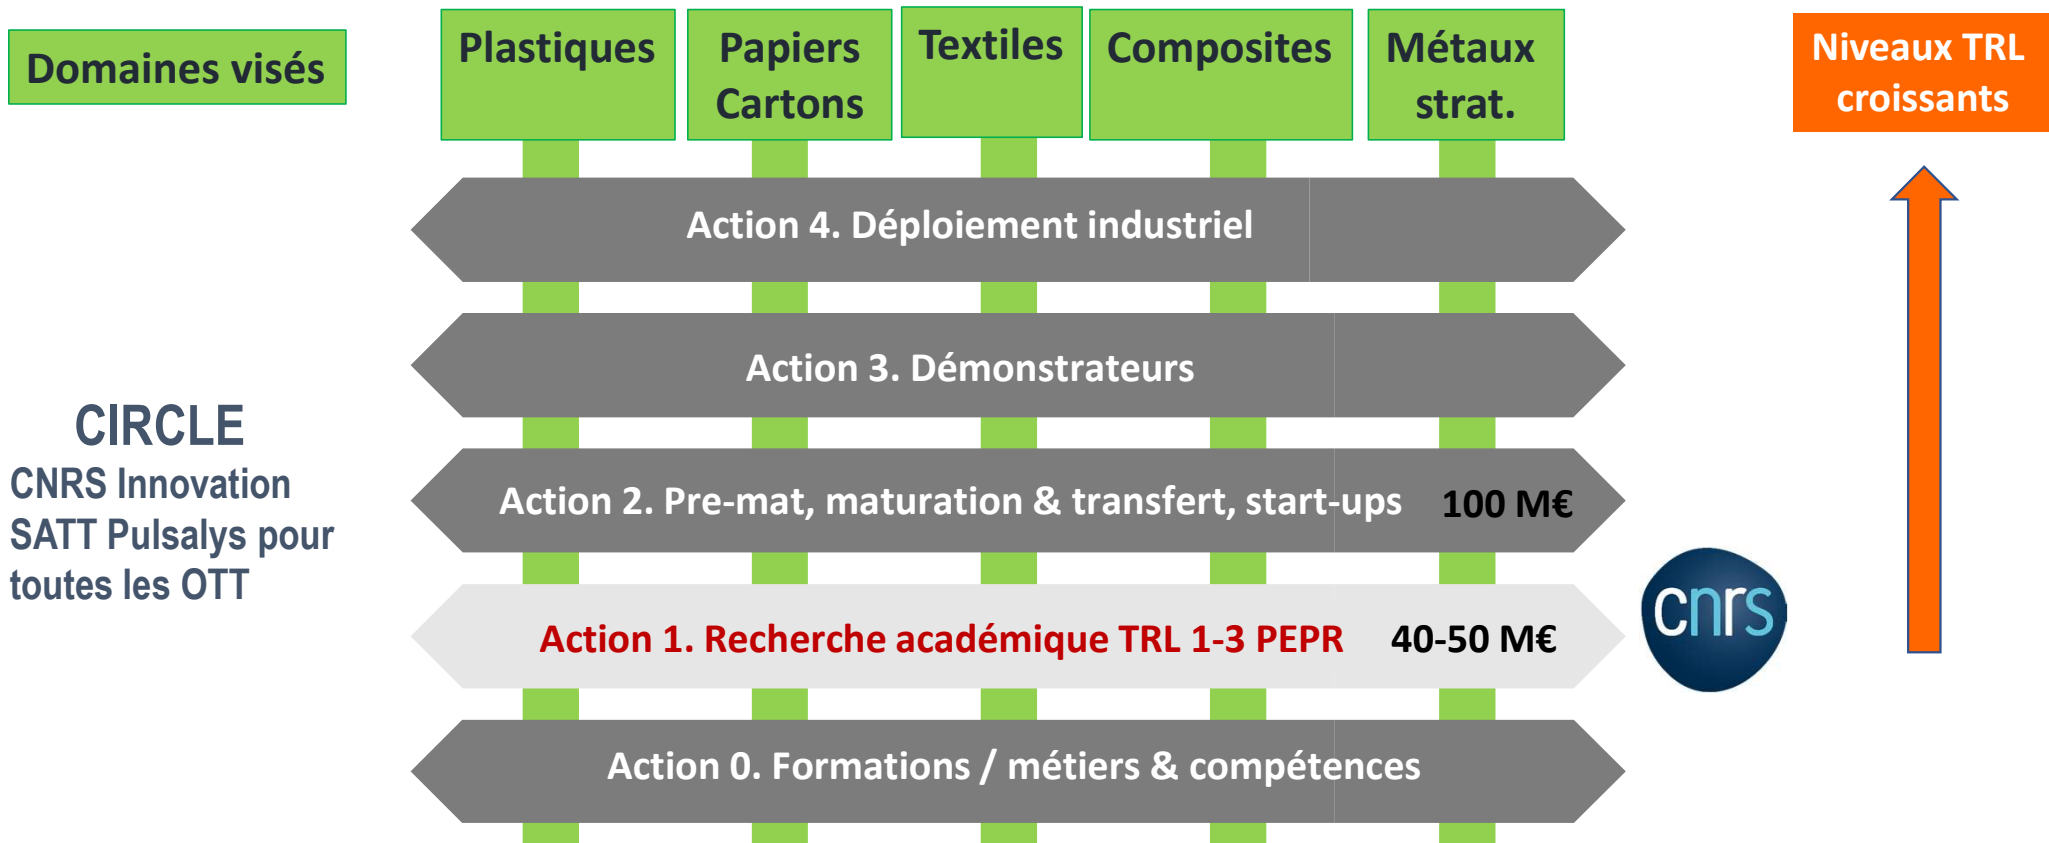 Domaines visés
Plastiques
Papiers
Cartons
Textiles
Composites
Métaux
strat.
Niveaux TRL
croissants
Action 4. Déploiement industriel
Action 3. Démonstrateurs
CIRCLE
CNRS Innovation
SATT Pulsalys pour
toutes les OTT
Action 2. Pre-mat, maturation & transfert, start-ups 100 M€
Action 1. Recherche académique TRL 1-3 PEPR 40-50 M€
cnrs
Action 0. Formations / métiers & compétences